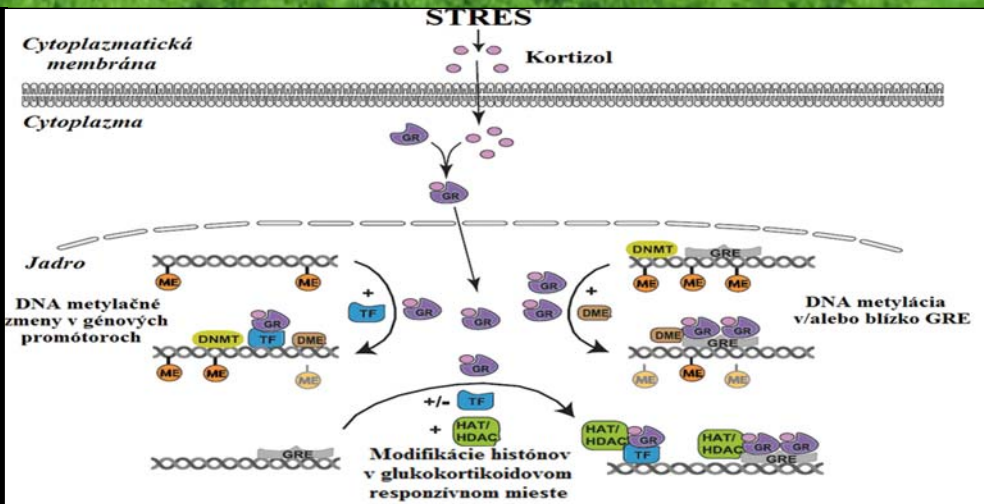 STRES
Cytoplazmatická
membrána
Kortizol
Cytoplazma
GR
GR
Jadro
ME
ME
DNA metylačné
zmeny v génových
promótoroch
+
TF
GR
DNMT
GR
TF
DME
ME
ME
ME
GR
GR
GR
GR
+
DME
DNMT
GRE
ME
ME
ME
DNA metylácia
v/alebo blízko GRE
DME
GR
GR
GRE
ME
ME
ME
+/-
TF
+
HAT/
HDAC
GRE
Modifikácie histónov
v glukokortikoidovom
responzívnom mieste
HAT/
HDAC
GR
TF
HAT/
HDAC
GR
GR
GRE